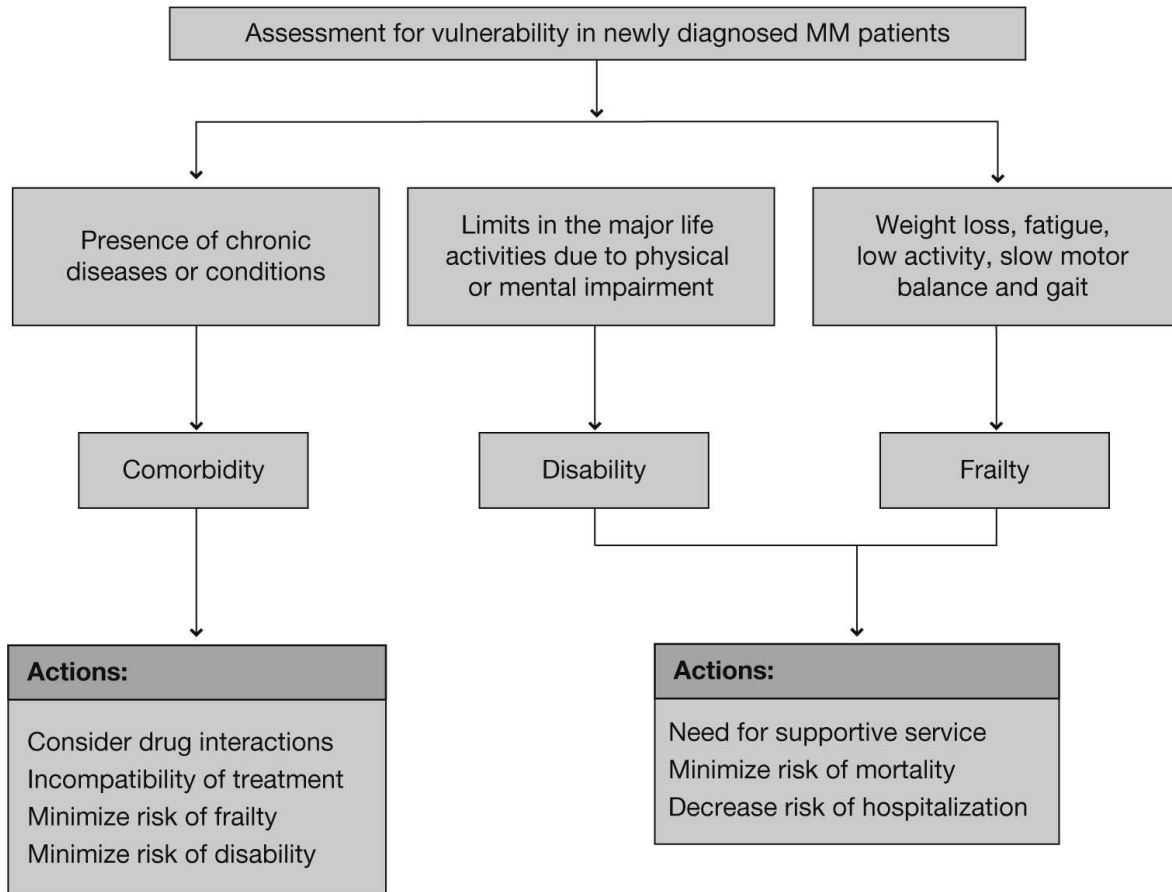 Assessment for vulnerability in newly diagnosed MM patients
Presence of chronic
diseases or conditions
Limits in the major life
activities due to physical
or mental impairment
Weight loss, fatigue,
low activity, slow motor
balance and gait
Comorbidity
Disability
Frailty
Actions:
Consider drug interactions
Incompatibility of treatment
Minimize risk of frailty
Minimize risk of disability
Actions:
Need for supportive service
Minimize risk of mortality
Decrease risk of hospitalization